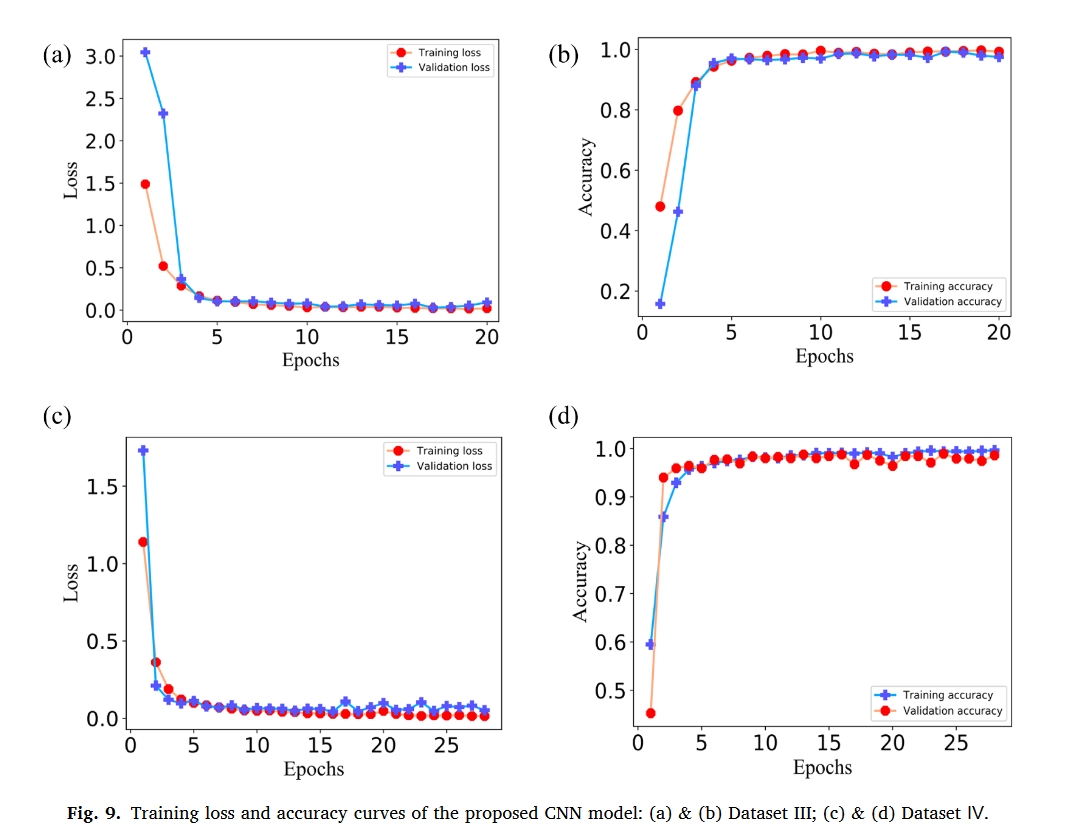 (a)
3.0
2.5
2.0
1.5
1.0
0.5
0.0
Loss
Training loss
Validation loss
0 5 10 15 20
Epochs
(b)
1.0
0.8
0.6
0.4
0.2
Accuracy
Training accuracy
Validation accuracy
0 5 10 15 20
Epochs
(c)
1.5
1.0
0.5
0.0
Loss
Training loss
Validation loss
0 5 10 15 20 25
Epochs
(d)
1.0
0.9
0.8
0.7
0.6
0.5
Accuracy
Training accuracy
Validation accuracy
0 5 10 15 20 25
Epochs
Fig. 9. Training loss and accuracy curves of the proposed CNN model: (a) & (b) Dataset III; (c) & (d) Dataset IV.